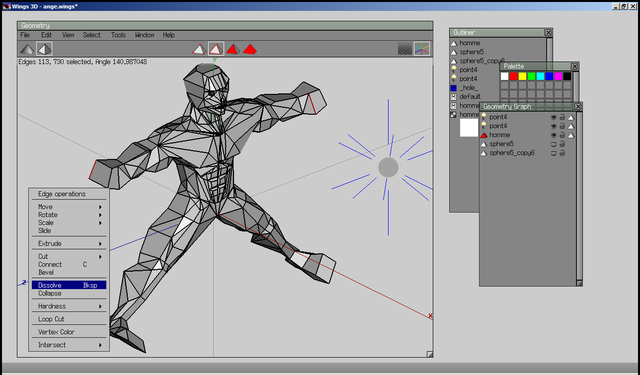 Wings 3D - ange.wings*
Geometry
File Edit View Select Tools Window Help
Edges 113, 730 selected, Angle 140,987048
y
z
x
Edge operations
Move
Rotate
Scale
Slide
Extrude
Cut
Connect C
Bevel
Dissolve Bksp
Collapse
Hardness
Loop Cut
Vertex Color
Intersect
Outliner
homme
sphere5
sphere5_copy6
point4
point4
_hole_
default
homme
homme
Palette
Geometry Graph
point4
point4
homme
sphere5
sphere5_copy6